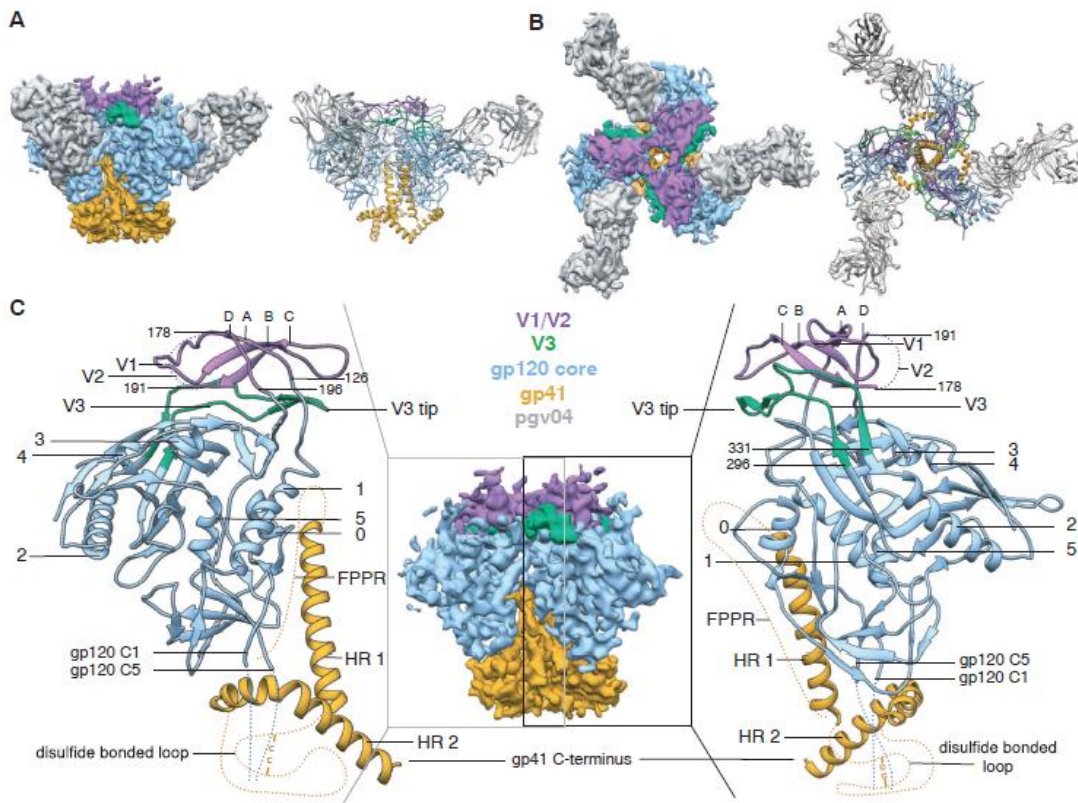 A
B
C
V1/V2
V3
gp120 core
gp41
pgv04
D A B C
178
V1
V2
126
191
196
V3
V3 tip
3
4
1
5
0
2
FPPR
gp120 C1
gp120 C5
HR 1
HR 2
disulfide bonded loop
gp41 C-terminus
C B A D
191
V1
V2
178
V3 tip
V3
331
296
3
4
0
2
1
5
FPPR
HR 1
gp120 C5
gp120 C1
HR 2
disulfide bonded
loop